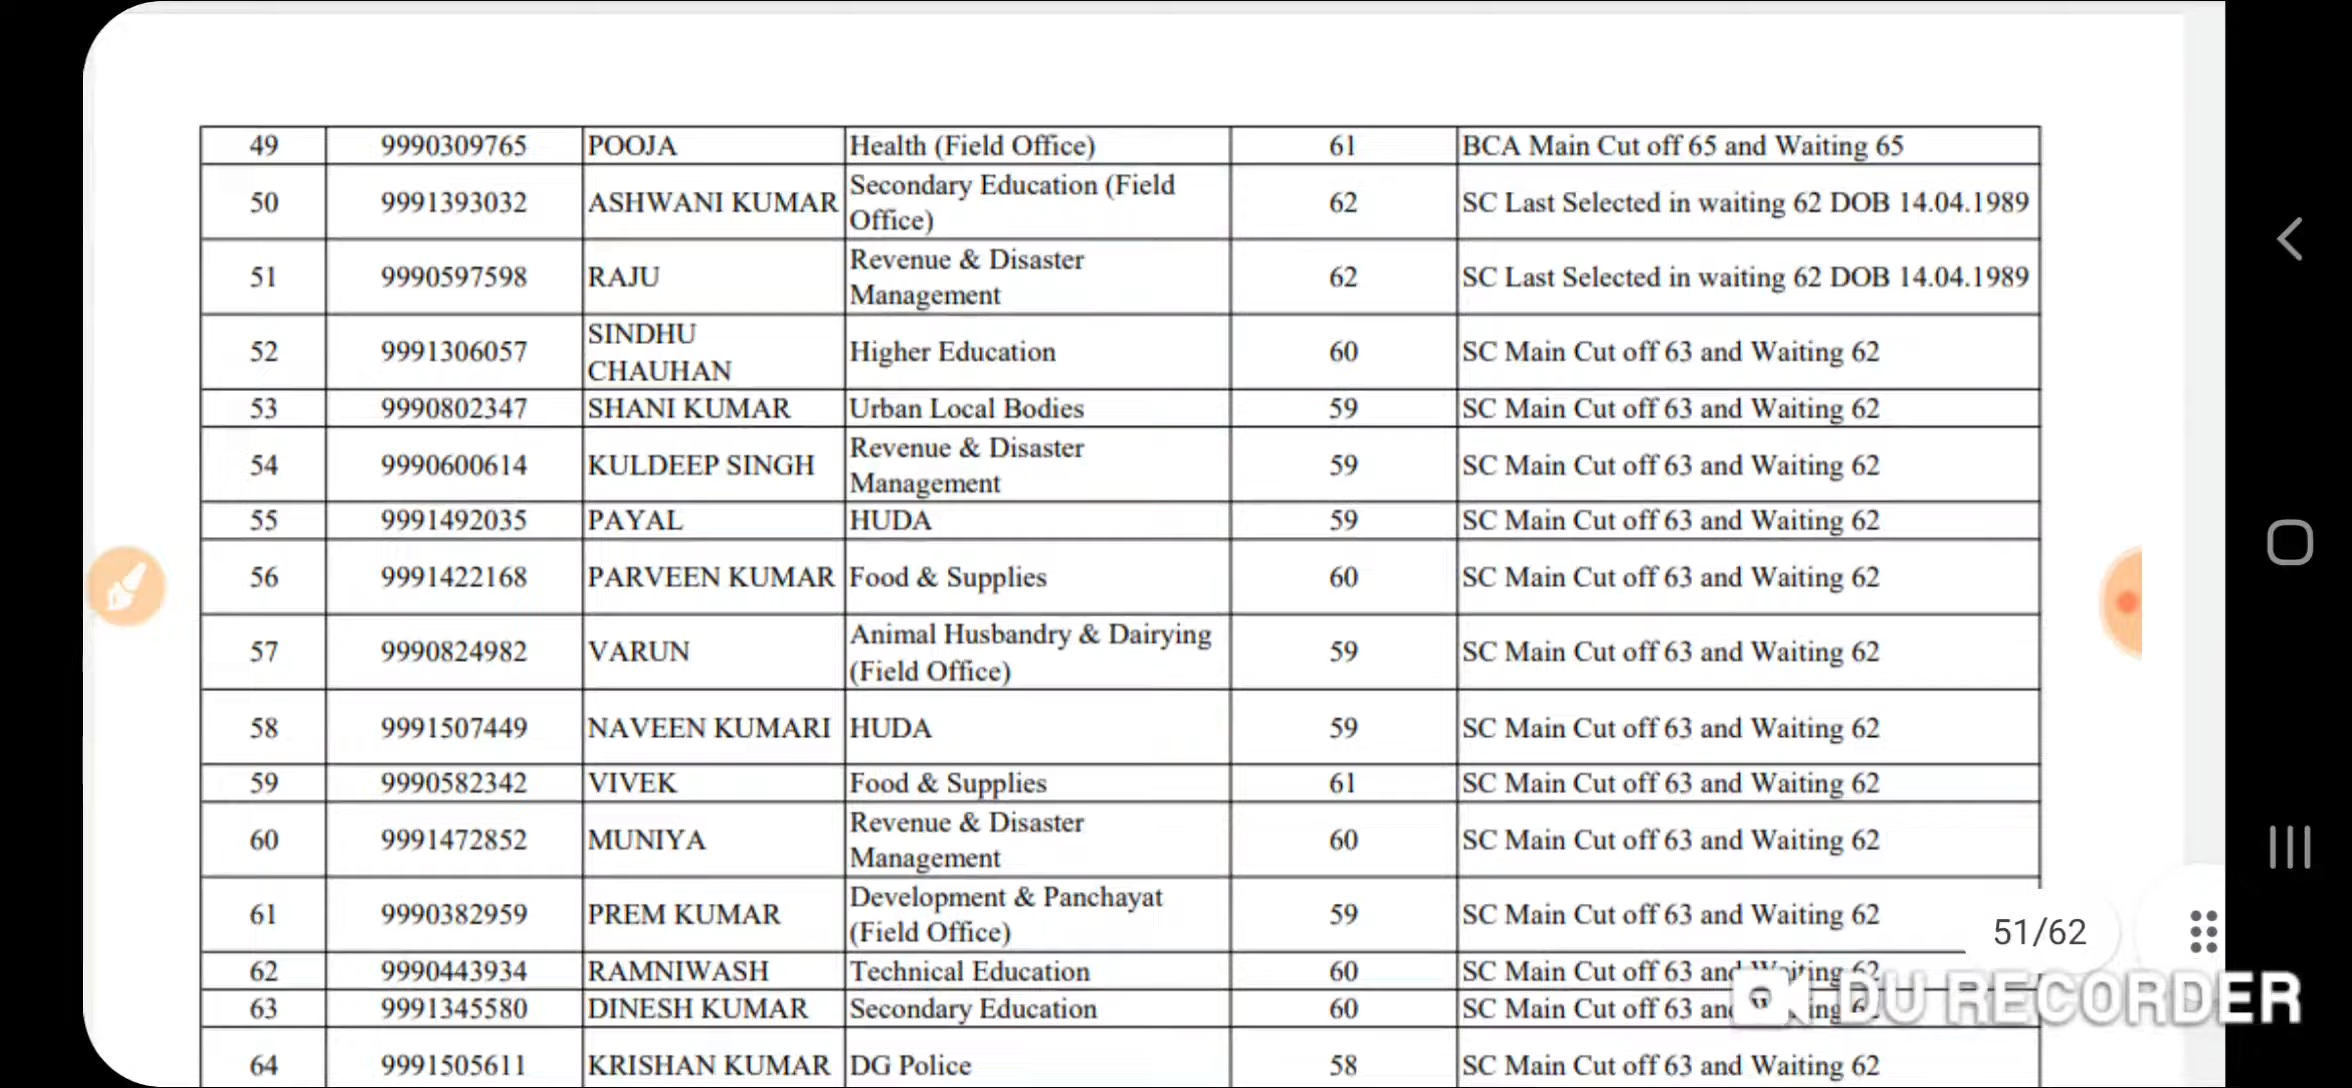 49 9990309765 POOJA Health (Field Office) 61 BCA Main Cut off 65 and Waiting 65
50 9991393032 ASHWANI KUMAR Secondary Education (Field Office) 62 SC Last Selected in waiting 62 DOB 14.04.1989
51 9990597598 RAJU Revenue & Disaster Management 62 SC Last Selected in waiting 62 DOB 14.04.1989
52 9991306057 SINDHU CHAUHAN Higher Education 60 SC Main Cut off 63 and Waiting 62
53 9990802347 SHANI KUMAR Urban Local Bodies 59 SC Main Cut off 63 and Waiting 62
54 9990600614 KULDEEP SINGH Revenue & Disaster Management 59 SC Main Cut off 63 and Waiting 62
55 9991492035 PAYAL HUDA 59 SC Main Cut off 63 and Waiting 62
56 9991422168 PARVEEN KUMAR Food & Supplies 60 SC Main Cut off 63 and Waiting 62
57 9990824982 VARUN Animal Husbandry & Dairying (Field Office) 59 SC Main Cut off 63 and Waiting 62
58 9991507449 NAVEEN KUMARI HUDA 59 SC Main Cut off 63 and Waiting 62
59 9990582342 VIVEK Food & Supplies 61 SC Main Cut off 63 and Waiting 62
60 9991472852 MUNIYA Revenue & Disaster Management 60 SC Main Cut off 63 and Waiting 62
61 9990382959 PREM KUMAR Development & Panchayat (Field Office) 59 SC Main Cut off 63 and Waiting 62
51/62
62 9990443934 RAMNIWASH Technical Education 60 SC Main Cut off 63 and Waiting 62
63 9991345580 DINESH KUMAR Secondary Education 60 SC Main Cut off 63 and
DU RECORDER
64 9991505611 KRISHAN KUMAR DG Police 58 SC Main Cut off 63 and Waiting 62